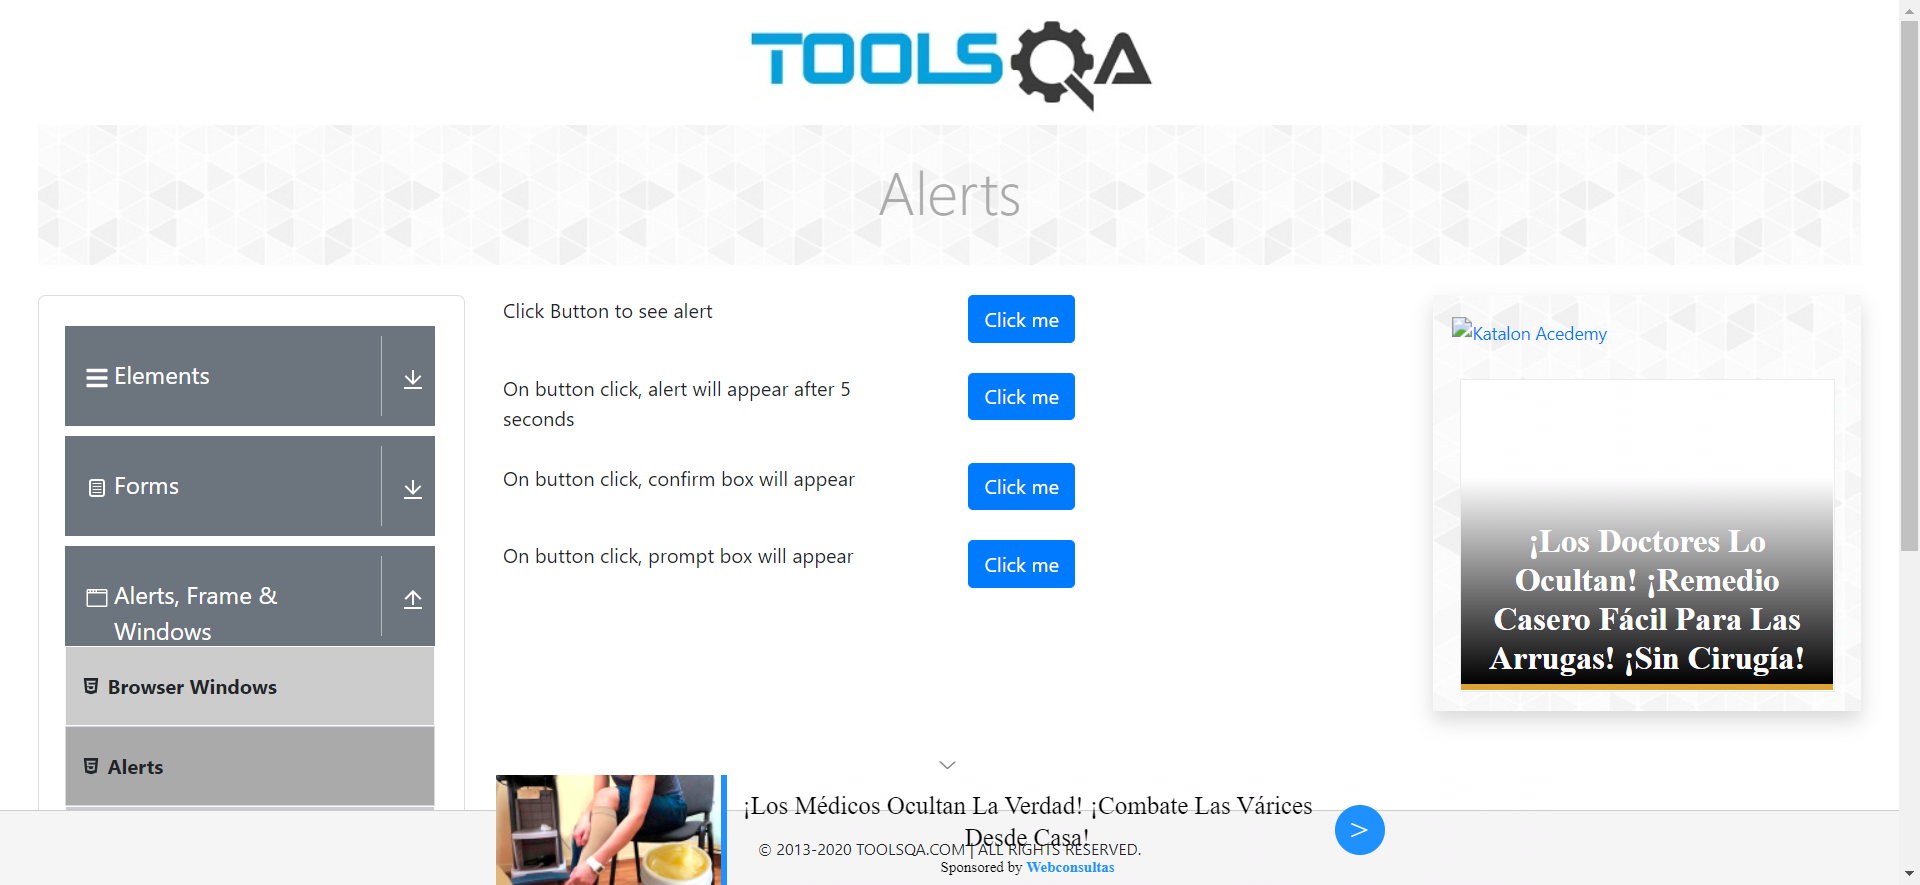 TOOLSQA
Alerts
Elements
Forms
Alerts, Frame &
Windows
Browser Windows
Alerts
Click Button to see alert
Click me
On button click, alert will appear after 5
seconds
Click me
On button click, confirm box will appear
Click me
On button click, prompt box will appear
Click me
Katalon Acedemy
¡Los Doctores Lo
Ocultan! ¡Remedio
Casero Fácil Para Las
Arrugas! ¡Sin Cirugía!
¡Los Médicos Ocultan La Verdad! ¡Combate Las Várices
Desde Casa!
>
© 2013-2020 TOOLSQA.COM | ALL RIGHTS RESERVED.
Sponsored by Webconsultas